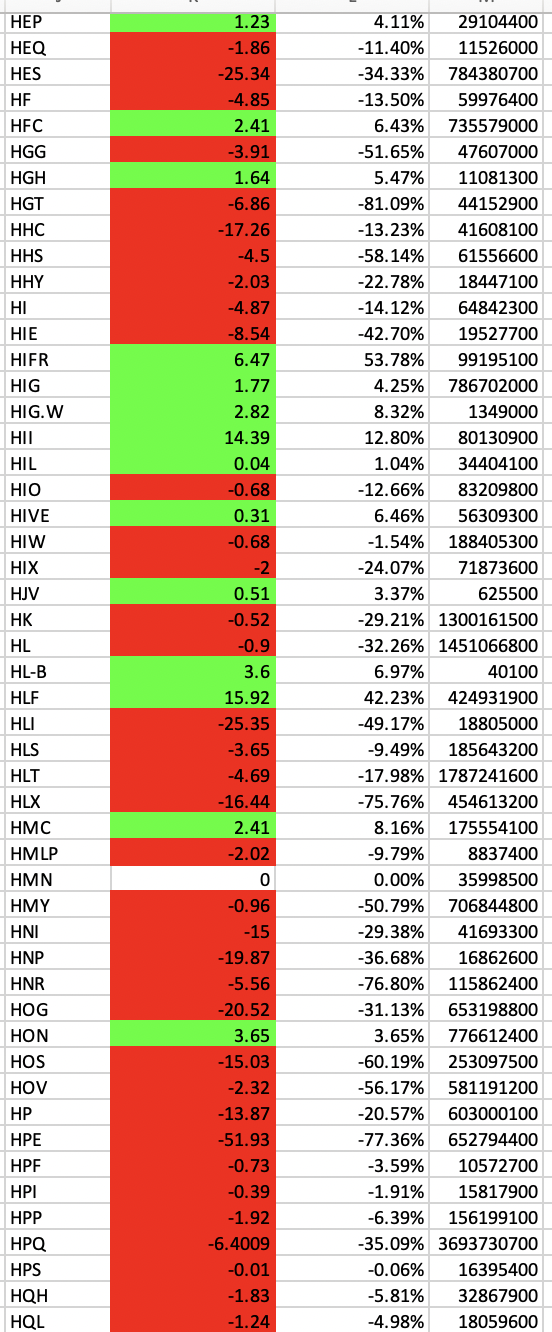 HEP 1.23 4.11% 29104400
HEQ -1.86 -11.40% 11526000
HES -25.34 -34.33% 784380700
HF -4.85 -13.50% 59976400
HFC 2.41 6.43% 735579000
HGG -3.91 -51.65% 47607000
HGH 1.64 5.47% 11081300
HGT -6.86 -81.09% 44152900
HHC -17.26 -13.23% 41608100
HHS -4.5 -58.14% 61556600
HHY -2.03 -22.78% 18447100
HI -4.87 -14.12% 64842300
HIE -8.54 -42.70% 19527700
HIFR 6.47 53.78% 99195100
HIG 1.77 4.25% 786702000
HIG.W 2.82 8.32% 1349000
HII 14.39 12.80% 80130900
HIL 0.04 1.04% 34404100
HIO -0.68 -12.66% 83209800
HIVE 0.31 6.46% 56309300
HIW -0.68 -1.54% 188405300
HIX -2 -24.07% 71873600
HJV 0.51 3.37% 625500
HK -0.52 -29.21% 1300161500
HL -0.9 -32.26% 1451066800
HL-B 3.6 6.97% 40100
HLF 15.92 42.23% 424931900
HLI -25.35 -49.17% 18805000
HLS -3.65 -9.49% 185643200
HLT -4.69 -17.98% 1787241600
HLX -16.44 -75.76% 454613200
HMC 2.41 8.16% 175554100
HMLP -2.02 -9.79% 8837400
HMN 0 0.00% 35998500
HMY -0.96 -50.79% 706844800
HNI -15 -29.38% 41693300
HNP -19.87 -36.68% 16862600
HNR -5.56 -76.80% 115862400
HOG -20.52 -31.13% 653198800
HON 3.65 3.65% 776612400
HOS -15.03 -60.19% 253097500
HOV -2.32 -56.17% 581191200
HP -13.87 -20.57% 603000100
HPE -51.93 -77.36% 652794400
HPF -0.73 -3.59% 10572700
HPI -0.39 -1.91% 15817900
HPP -1.92 -6.39% 156199100
HPQ -6.4009 -35.09% 3693730700
HPS -0.01 -0.06% 16395400
HQH -1.83 -5.81% 32867900
HQL -1.24 -4.98% 18059600